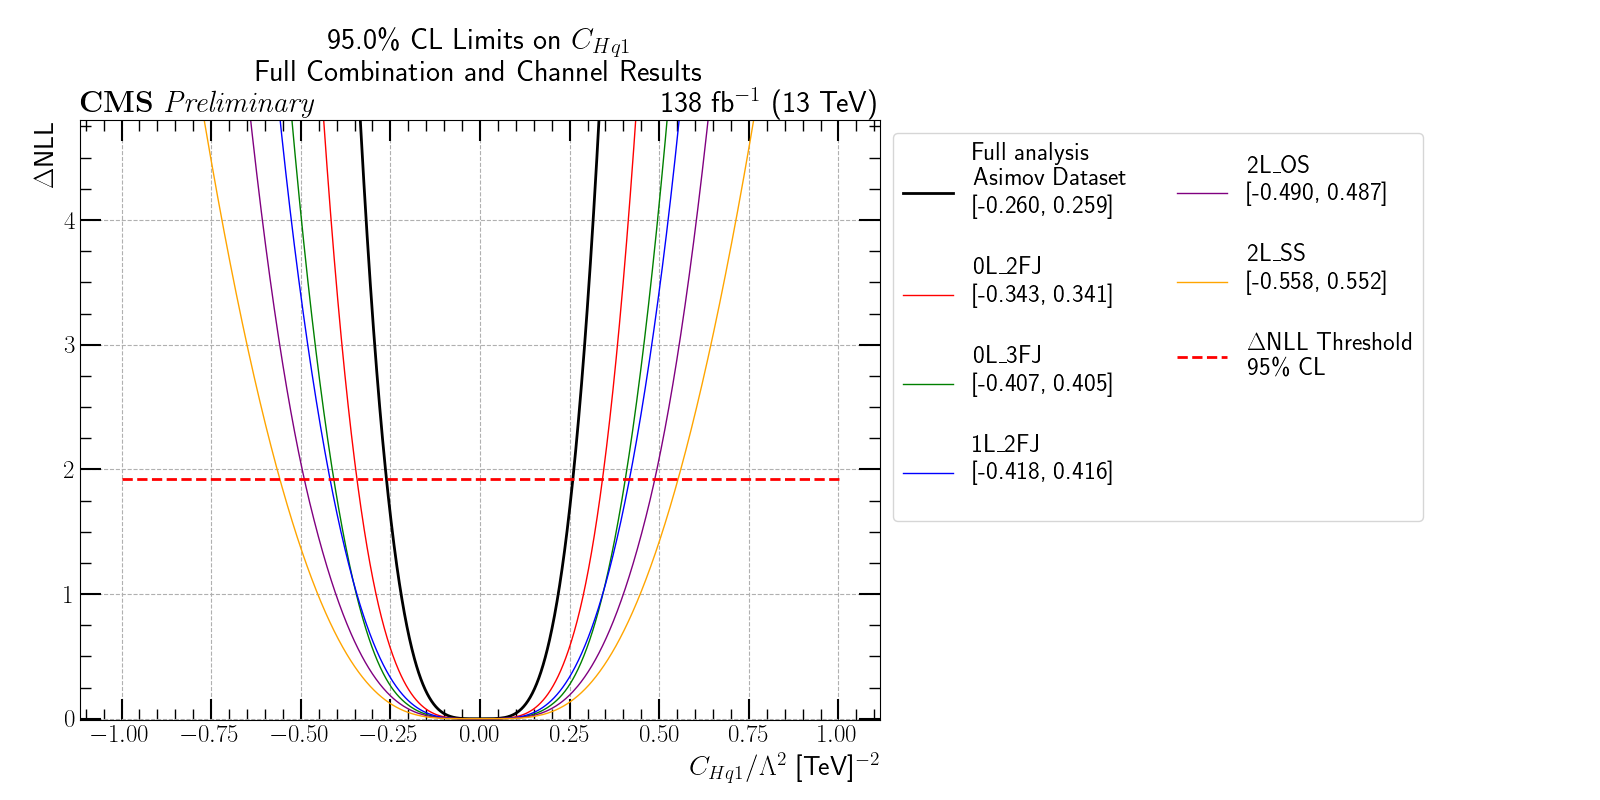 95.0% CL Limits on C_{Hq1}
Full Combination and Channel Results
CMS Preliminary
138 fb^{-1} (13 TeV)
ΔNLL
4
3
2
1
0
−1.00
−0.75
−0.50
−0.25
0.00
0.25
0.50
0.75
1.00
C_{Hq1}/Λ^2 [TeV]^{-2}
Full analysis
Asimov Dataset
[-0.260, 0.259]
0L_2FJ
[-0.343, 0.341]
0L_3FJ
[-0.407, 0.405]
1L_2FJ
[-0.418, 0.416]
2L_OS
[-0.490, 0.487]
2L_SS
[-0.558, 0.552]
ΔNLL Threshold
95% CL